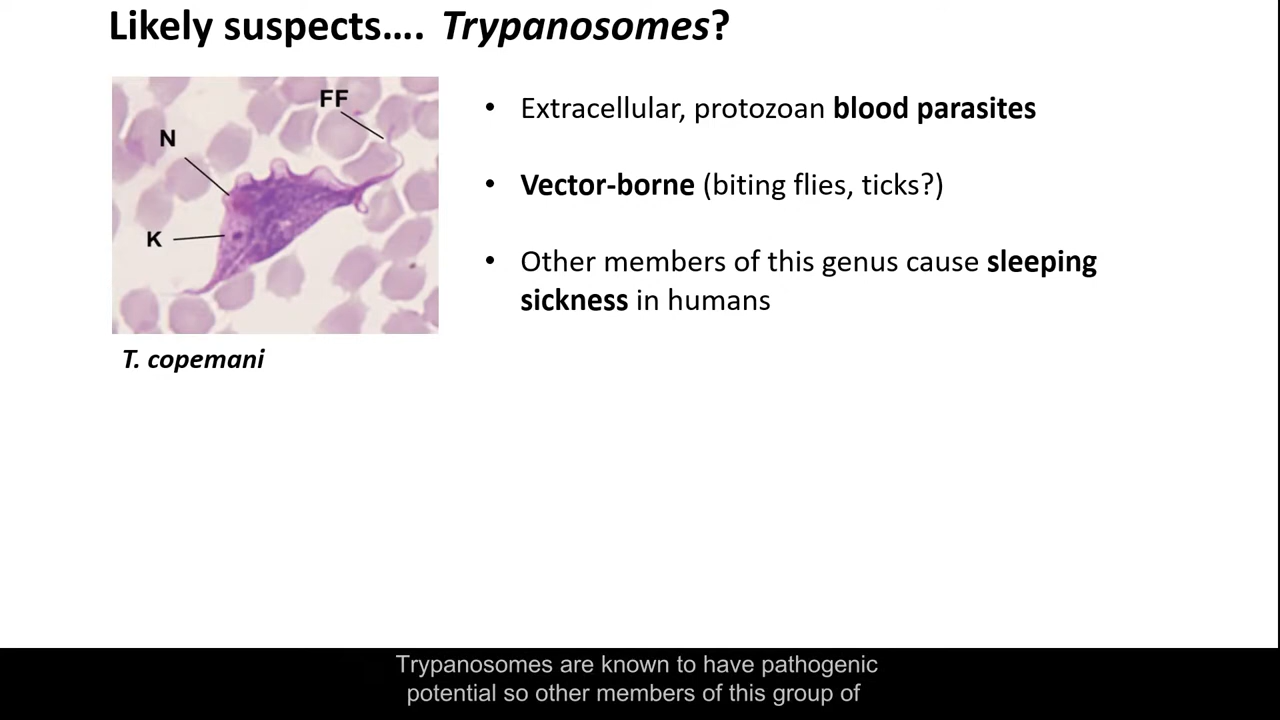 Likely suspects.... Trypanosomes?
FF
N
K
T. copemani
• Extracellular, protozoan blood parasites
• Vector-borne (biting flies, ticks?)
• Other members of this genus cause sleeping
sickness in humans
Trypanosomes are known to have pathogenic
potential so other members of this group of